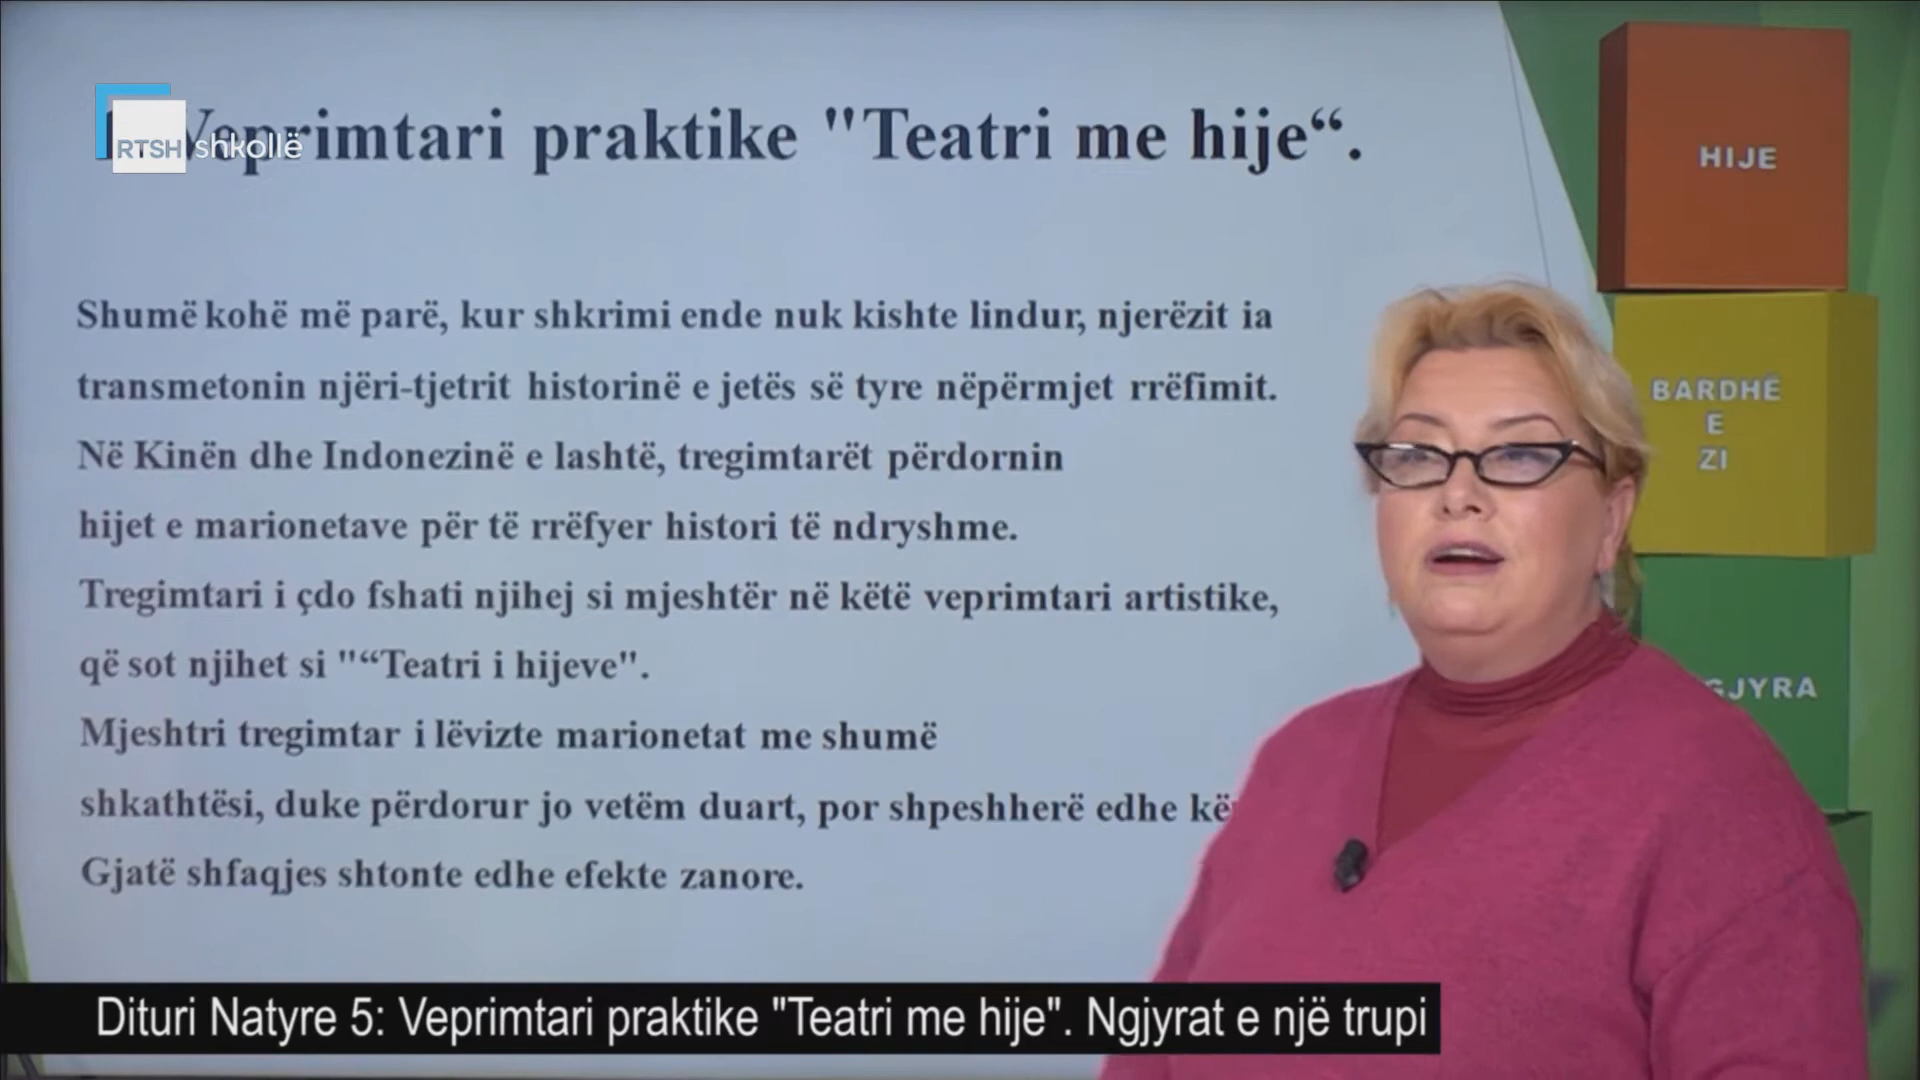 RTSH shkollë
Veprimtari praktike "Teatri me hije“.
Shumë kohë më parë, kur shkrimi ende nuk kishte lindur, njerëzit ia
transmetonin njëri-tjetrit historinë e jetës së tyre nëpërmjet rrëfimit.
Në Kinën dhe Indonezinë e lashtë, tregimtarët përdornin
hijet e marionetave për të rrëfyer histori të ndryshme.
Tregimtari i çdo fshati njihej si mjeshtër në këtë veprimtari artistike,
që sot njihet si "“Teatri i hijeve".
Mjeshtri tregimtar i lëvizte marionetat me shumë
shkathtësi, duke përdorur jo vetëm duart, por shpeshherë edhe kë
Gjatë shfaqjes shtonte edhe efekte zanore.
HIJE
BARDHË
E
ZI
GJYRA
Dituri Natyre 5: Veprimtari praktike "Teatri me hije". Ngjyrat e një trupi